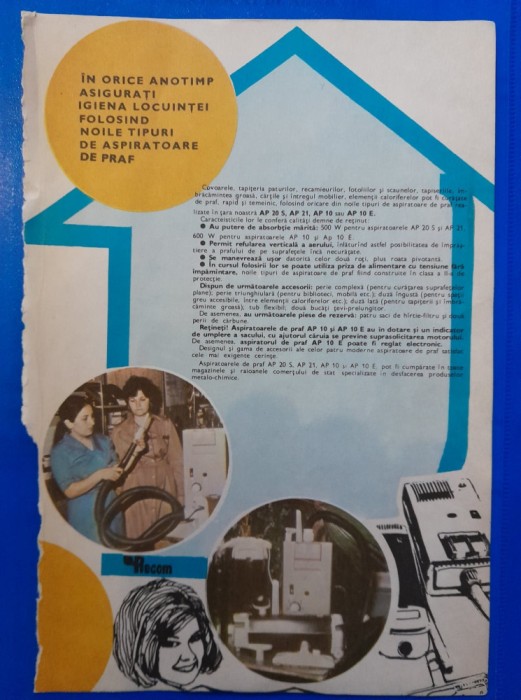 ÎN ORICE ANOTIMP
ASIGURAȚI
IGIENA LOCUINȚEI
FOLOSIND
NOILE TIPURI
DE ASPIRATOARE
DE PRAF
Covoarele, tapițeria paturilor, recamierurilor, fotoliilor și scaunelor, tapiseriile, îm-
brăcămintea groasă, cărțile și întregul mobilier, elemenții caloriferelor pot fi curățate
de praf, rapid și temeinic, folosind oricare din noile tipuri de aspiratoare de praf rea-
lizate în țara noastră AP 20 S, AP 21, AP 10 sau AP 10 E.
Caracteristicile lor le conferă calități demne de reținut:
● Au putere de absorbție mărită: 500 W pentru aspiratoarele AP 20 S și AP 21,
600 W pentru aspiratoarele AP 10 și Ap 10 E.
● Permit refularea verticală a aerului, înlăturînd astfel posibilitatea de împrăș-
tiere a prafului de pe suprafețele încă necurățate.
● Se manevrează ușor datorită celor două roți, plus roata pivotantă.
● În cursul folosirii lor se poate utiliza priza de alimentare cu tensiune fără
împămîntare, noile tipuri de aspiratoare de praf fiind construite în clasa a II-a de
protecție.
Dispun de următoarele accesorii: perie complexă (pentru curățarea suprafețelor
plane), perie triunghiulară (pentru biblioteci, mobilă etc.); duză îngustă (pentru spații
greu accesibile, între elemenții caloriferelor etc.); duză lată (pentru tapițerii și îmbră-
căminte groasă); tub flexibil; două bucăți țevi-prelungitor.
De asemenea, au următoarele piese de rezervă: patru saci de hîrtie-filtru și două
perii de cărbune.
Rețineți! Aspiratoarele de praf AP 10 și AP 10 E au în dotare și un indicator
de umplere a sacului, cu ajutorul căruia se previne suprasolicitarea motorului.
De asemenea, aspiratorul de praf AP 10 E poate fi reglat electronic.
Designul și gama de accesorii ale celor patru moderne aspiratoare de praf satisfac
cele mai exigente cerințe.
Aspiratoarele de praf AP 20 S, AP 21, AP 10 și AP 10 E, pot fi cumpărate în toate
magazinele și raioanele comerțului de stat specializate în desfacerea produselor
metalo-chimice.
recom